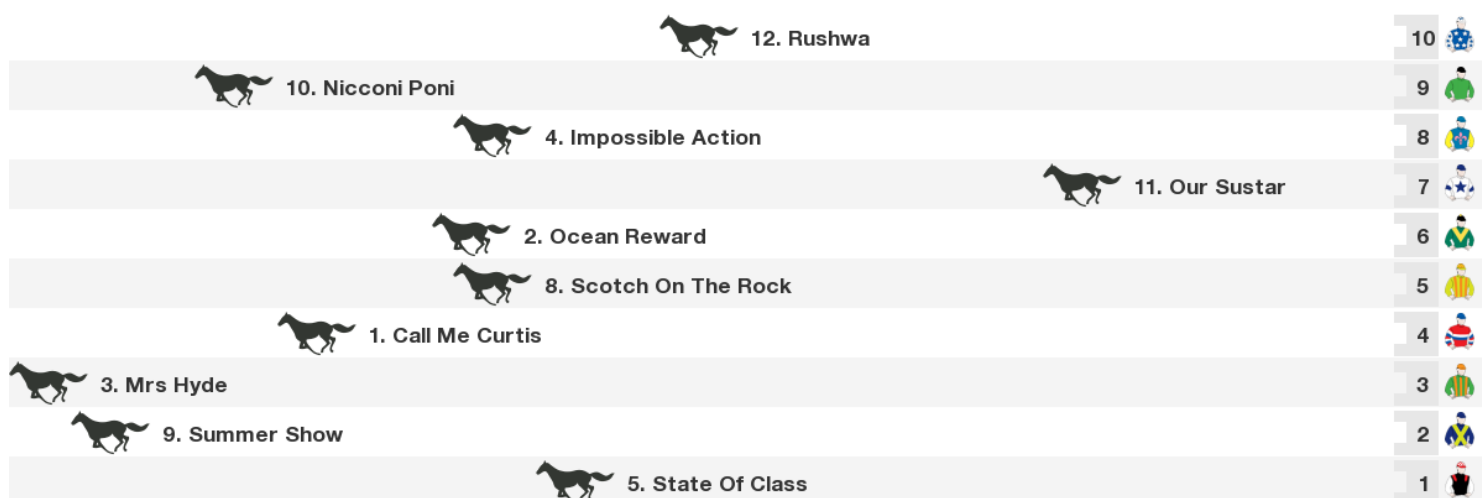 12. Rushwa 10
10. Nicconi Poni 9
4. Impossible Action 8
11. Our Sustar 7
2. Ocean Reward 6
8. Scotch On The Rock 5
1. Call Me Curtis 4
3. Mrs Hyde 3
9. Summer Show 2
5. State Of Class 1